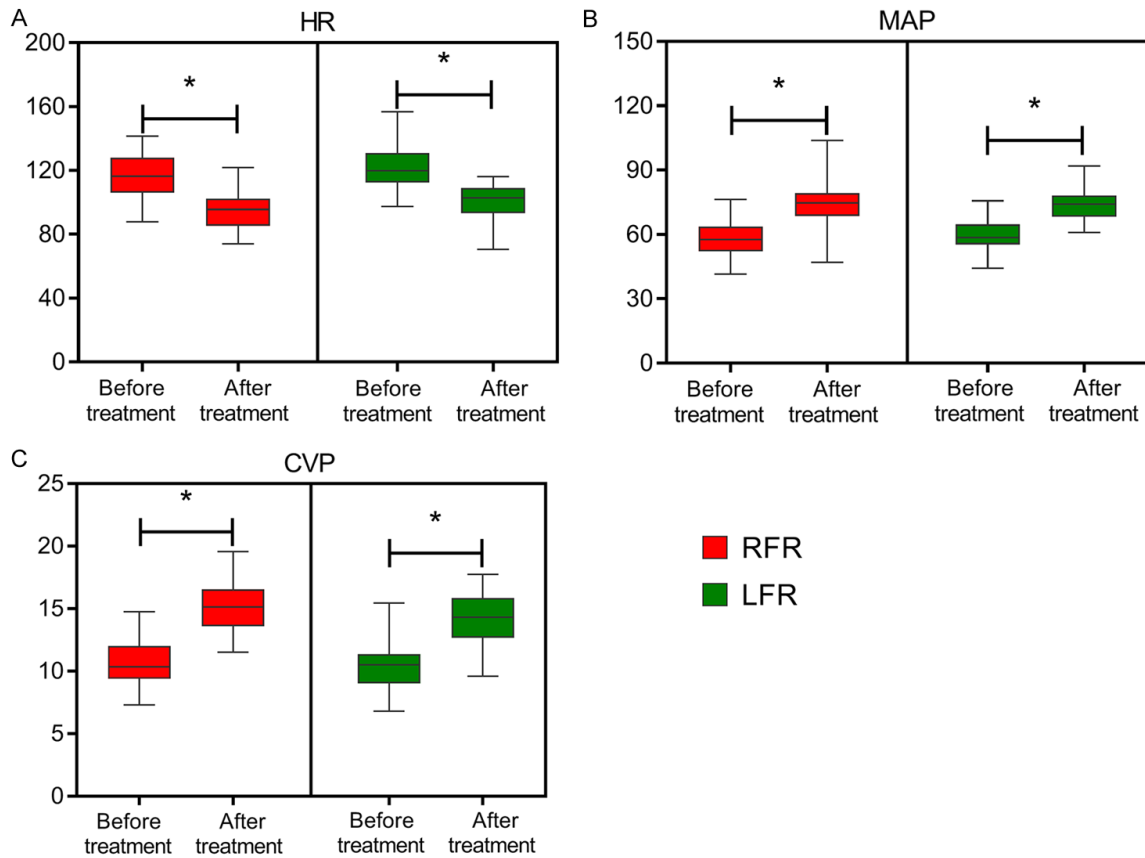 A
HR
200
160
120
80
40
0
*
*
Before
treatment
After
treatment
Before
treatment
After
treatment
B
MAP
150
120
90
60
30
0
*
*
Before
treatment
After
treatment
Before
treatment
After
treatment
C
CVP
25
20
15
10
5
0
*
*
Before
treatment
After
treatment
Before
treatment
After
treatment
RFR
LFR